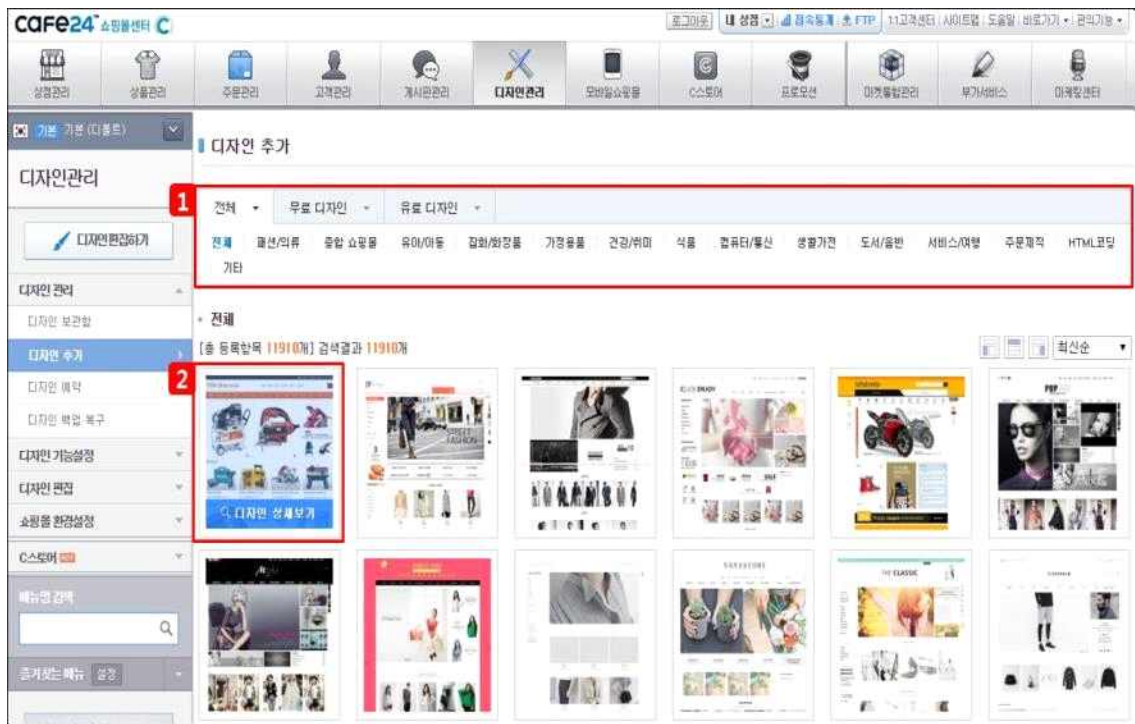 cafe24 쇼핑몰센터
로그아웃 내 상점 접속통계 FTP 1:1고객센터 사이트맵 도움말 바로가기 편의기능
상점관리 상품관리 주문관리 고객관리 게시판관리 디자인관리 모바일쇼핑몰 C스토어 프로모션 마켓통합관리 부가서비스 마케팅센터
기본 기본 (디폴트)
디자인 추가
디자인관리
1
전체 무료 디자인 유료 디자인
디자인편집하기
전체 패션/의류 종합 쇼핑몰 유아/아동 잡화/화장품 가정용품 건강/취미 식품 컴퓨터/통신 생활가전 도서/음반 서비스/여행 주문제작 HTML코딩
기타
디자인 관리
디자인 보관함
전체
디자인 추가
[총 등록항목 11910개] 검색결과 11910개
최신순
2
디자인 예약
디자인 백업 복구
디자인 기능설정
디자인 편집
쇼핑몰 환경설정
STREET FASHION
POP
디자인 상세보기
C스토어 HOT
메뉴명 검색
THE CLASSIC
즐겨찾는 메뉴 설정